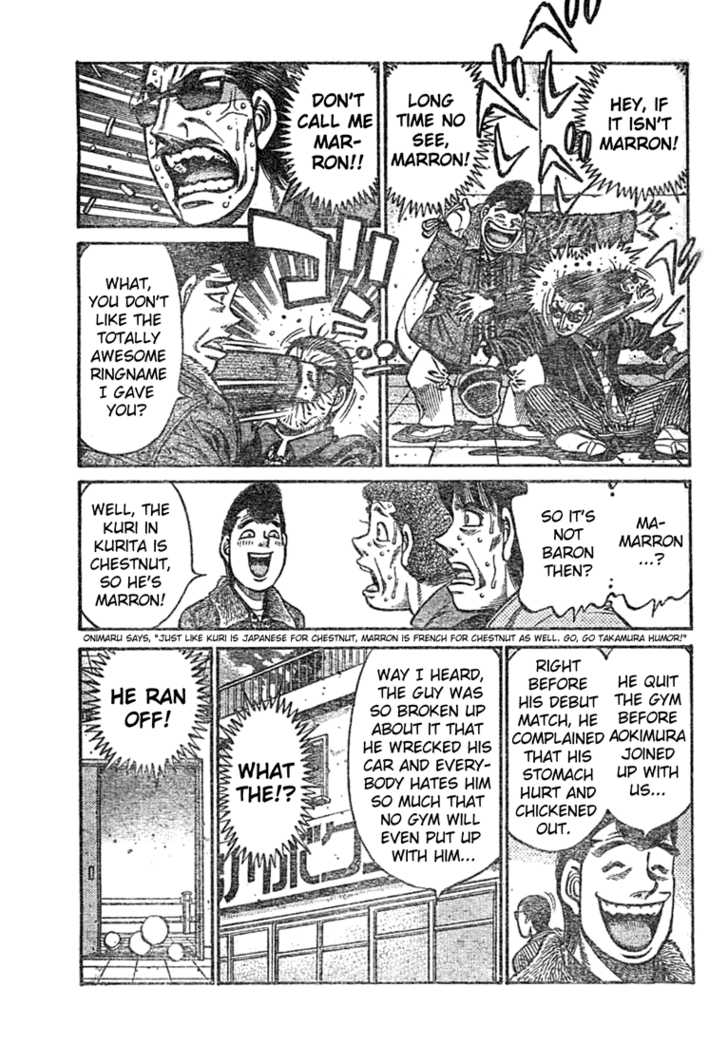 HEY, IF
IT ISN'T
MARRON!
LONG
TIME NO
SEE,
MARRON!
DON'T
CALL ME
MAR-
RON!!
WHAT,
YOU DON'T
LIKE THE
TOTALLY
AWESOME
RINGNAME
I GAVE
YOU?
MA-
MARRON
...?
SO IT'S
NOT
BARON
THEN?
WELL, THE
KURI IN
KURITA IS
CHESTNUT,
SO HE'S
MARRON!
ONIMARU SAYS, "JUST LIKE KURI IS JAPANESE FOR CHESTNUT, MARRON IS FRENCH FOR CHESTNUT AS WELL. GO, GO TAKAMURA HUMOR!"
HE QUIT
THE GYM
BEFORE
AOKIMURA
JOINED
UP WITH
US...
RIGHT
BEFORE
HIS DEBUT
MATCH, HE
COMPLAINED
THAT HIS
STOMACH
HURT AND
CHICKENED
OUT.
WAY I HEARD,
THE GUY WAS
SO BROKEN UP
ABOUT IT THAT
HE WRECKED HIS
CAR AND EVERY-
BODY HATES HIM
SO MUCH THAT
NO GYM WILL
EVEN PUT UP
WITH HIM...
WHAT
THE!?
HE RAN
OFF!